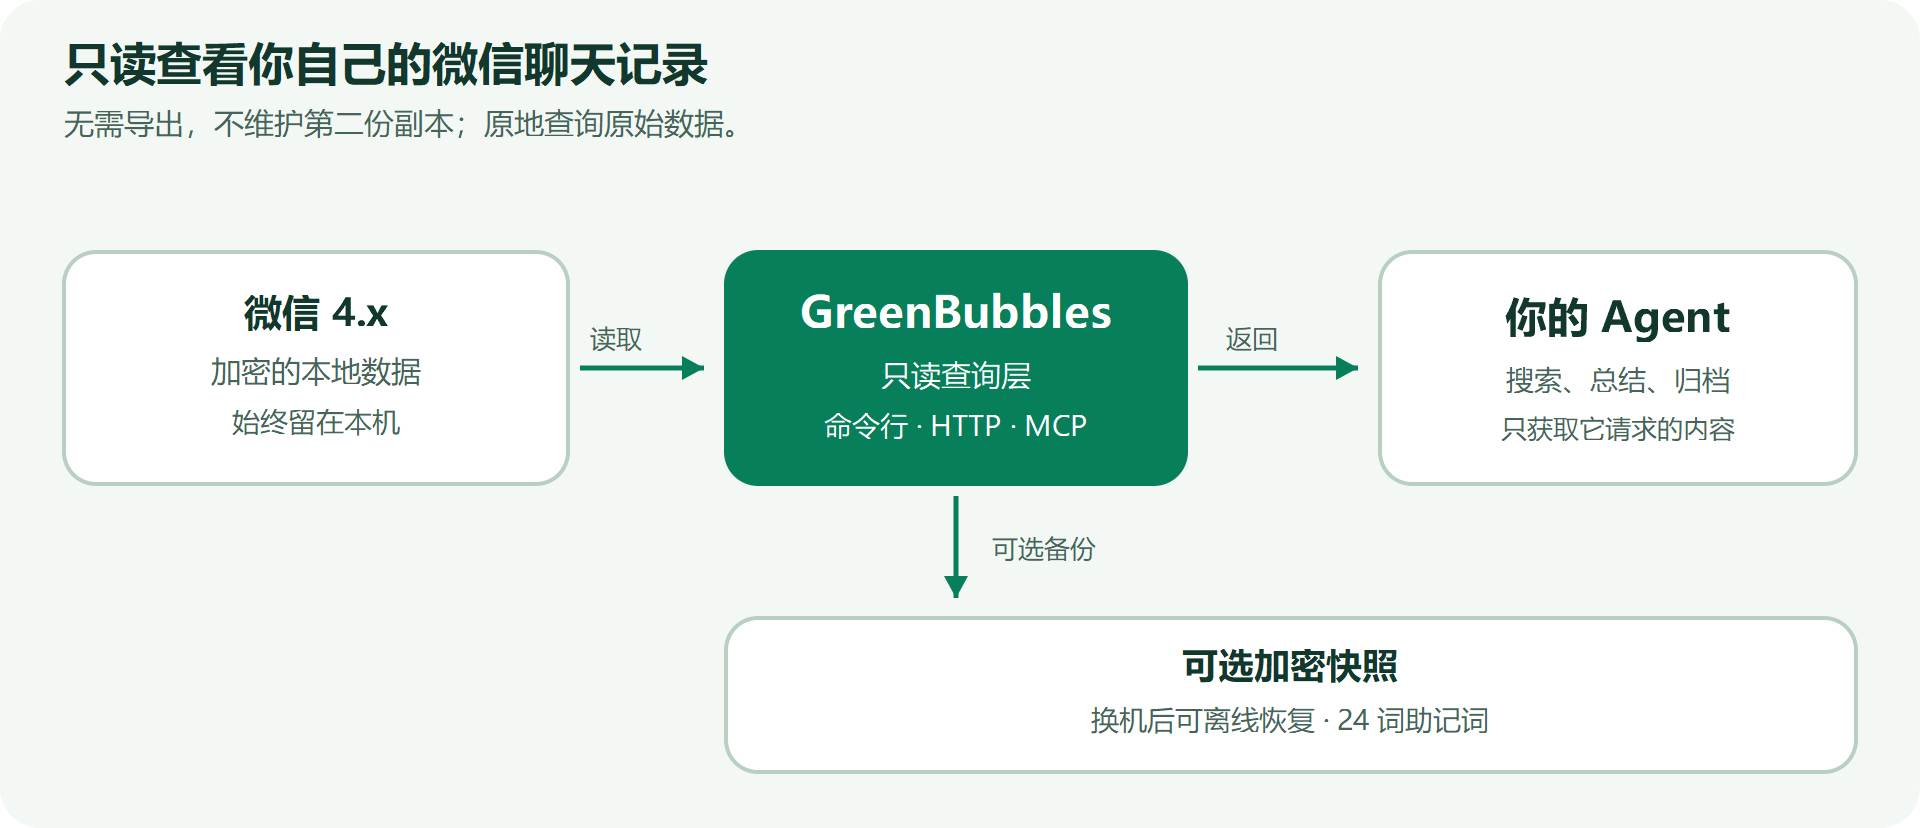 只读查看你自己的微信聊天记录
无需导出，不维护第二份副本；原地查询原始数据。
微信 4.x
加密的本地数据
始终留在本机
读取
GreenBubbles
只读查询层
命令行 · HTTP · MCP
返回
你的 Agent
搜索、总结、归档
只获取它请求的内容
可选备份
可选加密快照
换机后可离线恢复 · 24 词助记词